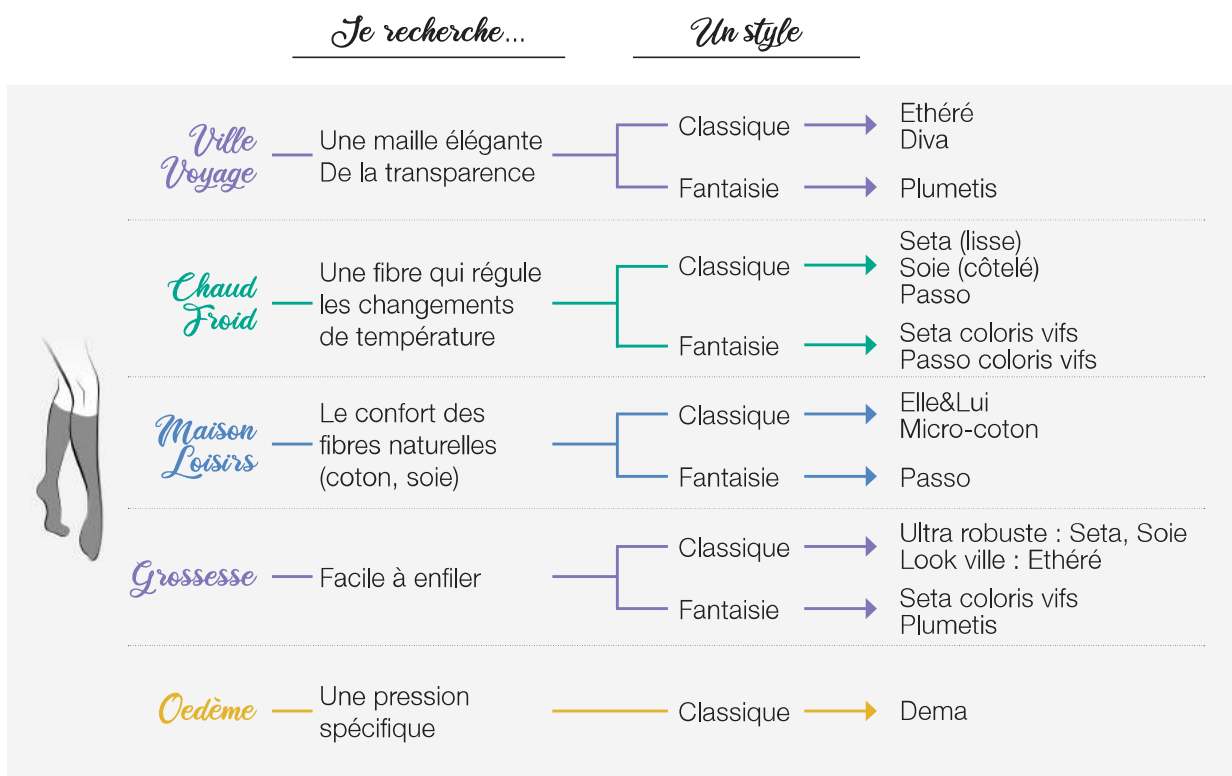 Je recherche...
Un style
Ville
Voyage
Une maille élégante
De la transparence
Classique
Ethéré
Diva
Fantaisie
Plumetis
Chaud
Froid
Une fibre qui régule
les changements
de température
Classique
Seta (lisse)
Soie (côtelé)
Passo
Fantaisie
Seta coloris vifs
Passo coloris vifs
Maison
Loisirs
Le confort des
fibres naturelles
(coton, soie)
Classique
Elle&Lui
Micro-coton
Fantaisie
Passo
Grossesse
Facile à enfiler
Classique
Ultra robuste : Seta, Soie
Look ville : Ethéré
Fantaisie
Seta coloris vifs
Plumetis
Oedème
Une pression
spécifique
Classique
Dema